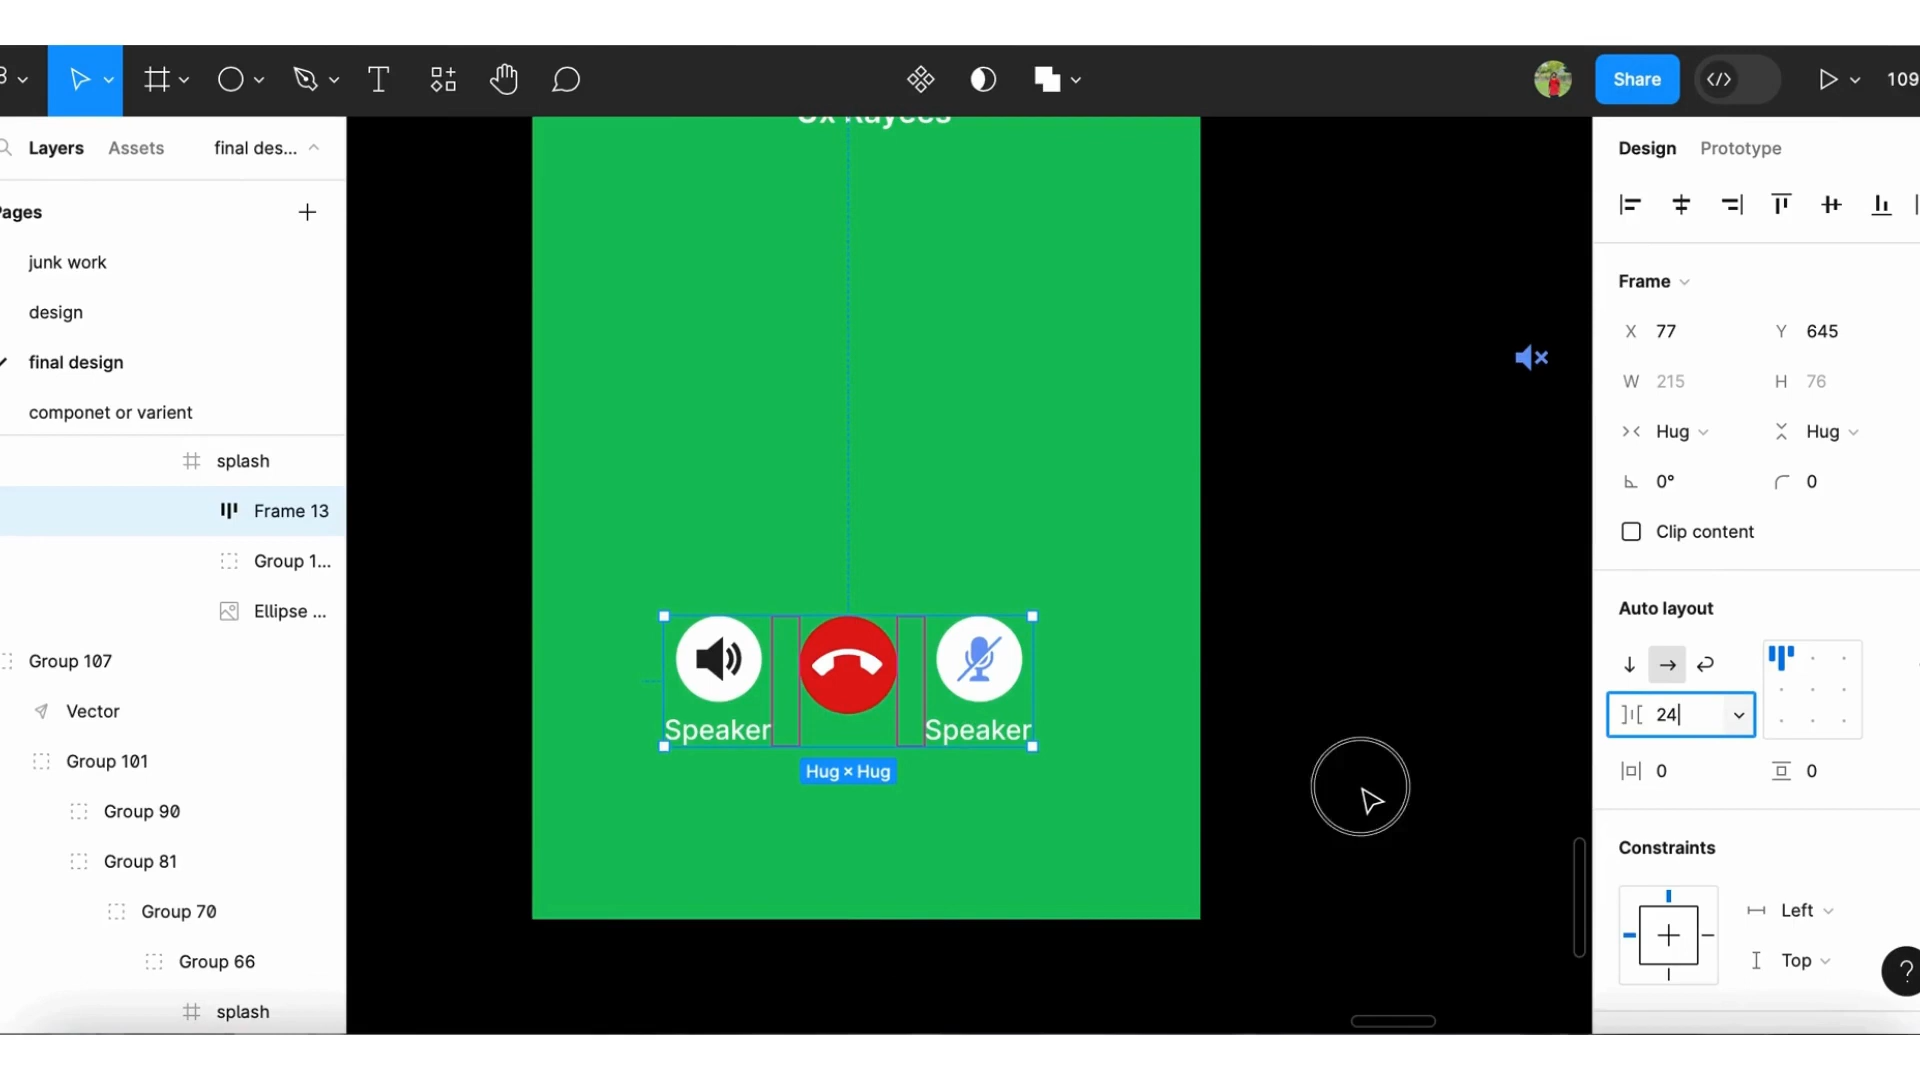 Share
109
Layers
Assets
final des...
Pages
junk work
design
final design
componet or varient
splash
Frame 13
Group 1...
Ellipse ...
Group 107
Vector
Group 101
Group 90
Group 81
Group 70
Group 66
splash
Ux Rayees
Speaker
Speaker
Hug × Hug
Design
Prototype
Frame
X 77
Y 645
W 215
H 76
Hug
Hug
0°
0
Clip content
Auto layout
24
0
0
Constraints
Left
Top
?